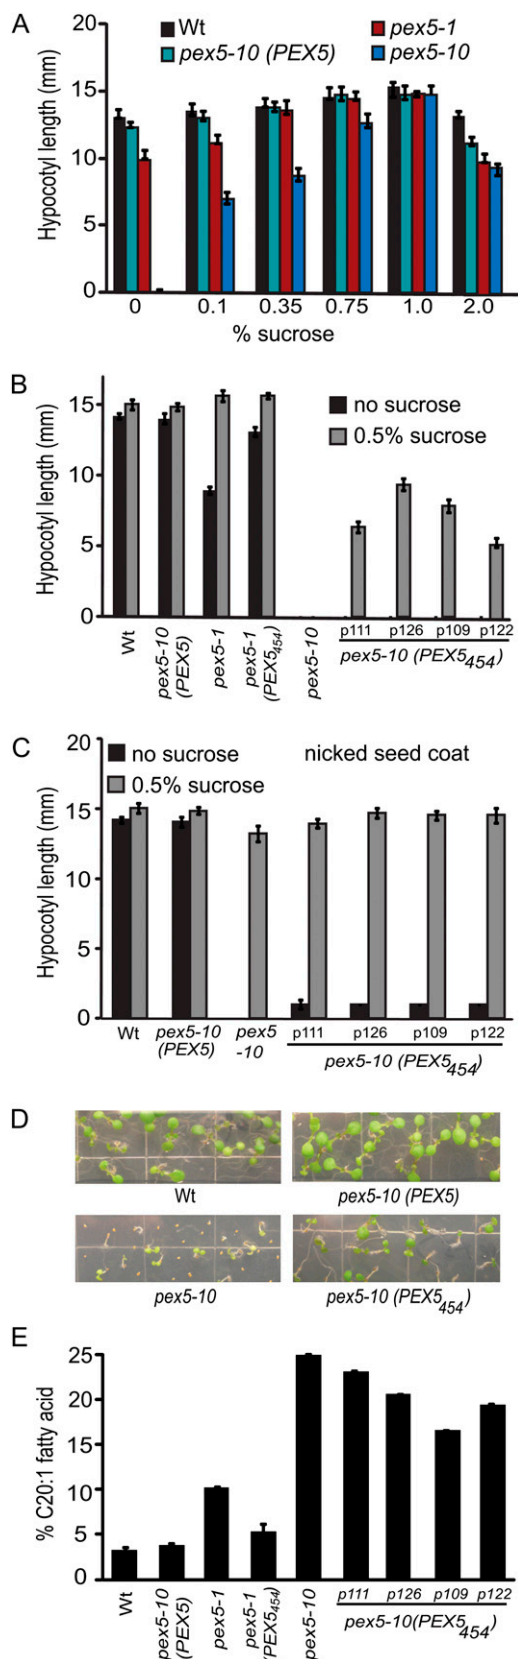 A
Wt
pex5-1
pex5-10 (PEX5)
pex5-10
Hypocotyl length (mm)
20
15
10
5
0
0 0.1 0.35 0.75 1.0 2.0
% sucrose
B
Hypocotyl length (mm)
15
10
5
0
no sucrose
0.5% sucrose
Wt
pex5-10 (PEX5)
pex5-1
pex5-1 (PEX5454)
pex5-10
p111 p126 p109 p122
pex5-10 (PEX5454)
C
Hypocotyl length (mm)
20
15
10
5
0
no sucrose
nicked seed coat
0.5% sucrose
Wt
pex5-10 (PEX5)
pex5 -10
p111 p126 p109 p122
pex5-10 (PEX5454)
D
Wt
pex5-10 (PEX5)
pex5-10
pex5-10 (PEX5454)
E
% C20:1 fatty acid
25
20
15
10
5
0
Wt
pex5-10 (PEX5)
pex5-1
pex5-1 (PEX5454)
pex5-10
p111 p126 p109 p122
pex5-10(PEX5454)